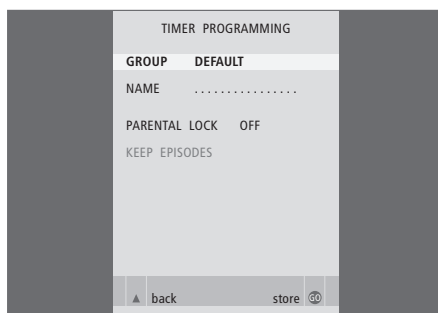 TIMER PROGRAMMING
GROUP DEFAULT
NAME ................
PARENTAL LOCK OFF
KEEP EPISODES
▲ back store GO